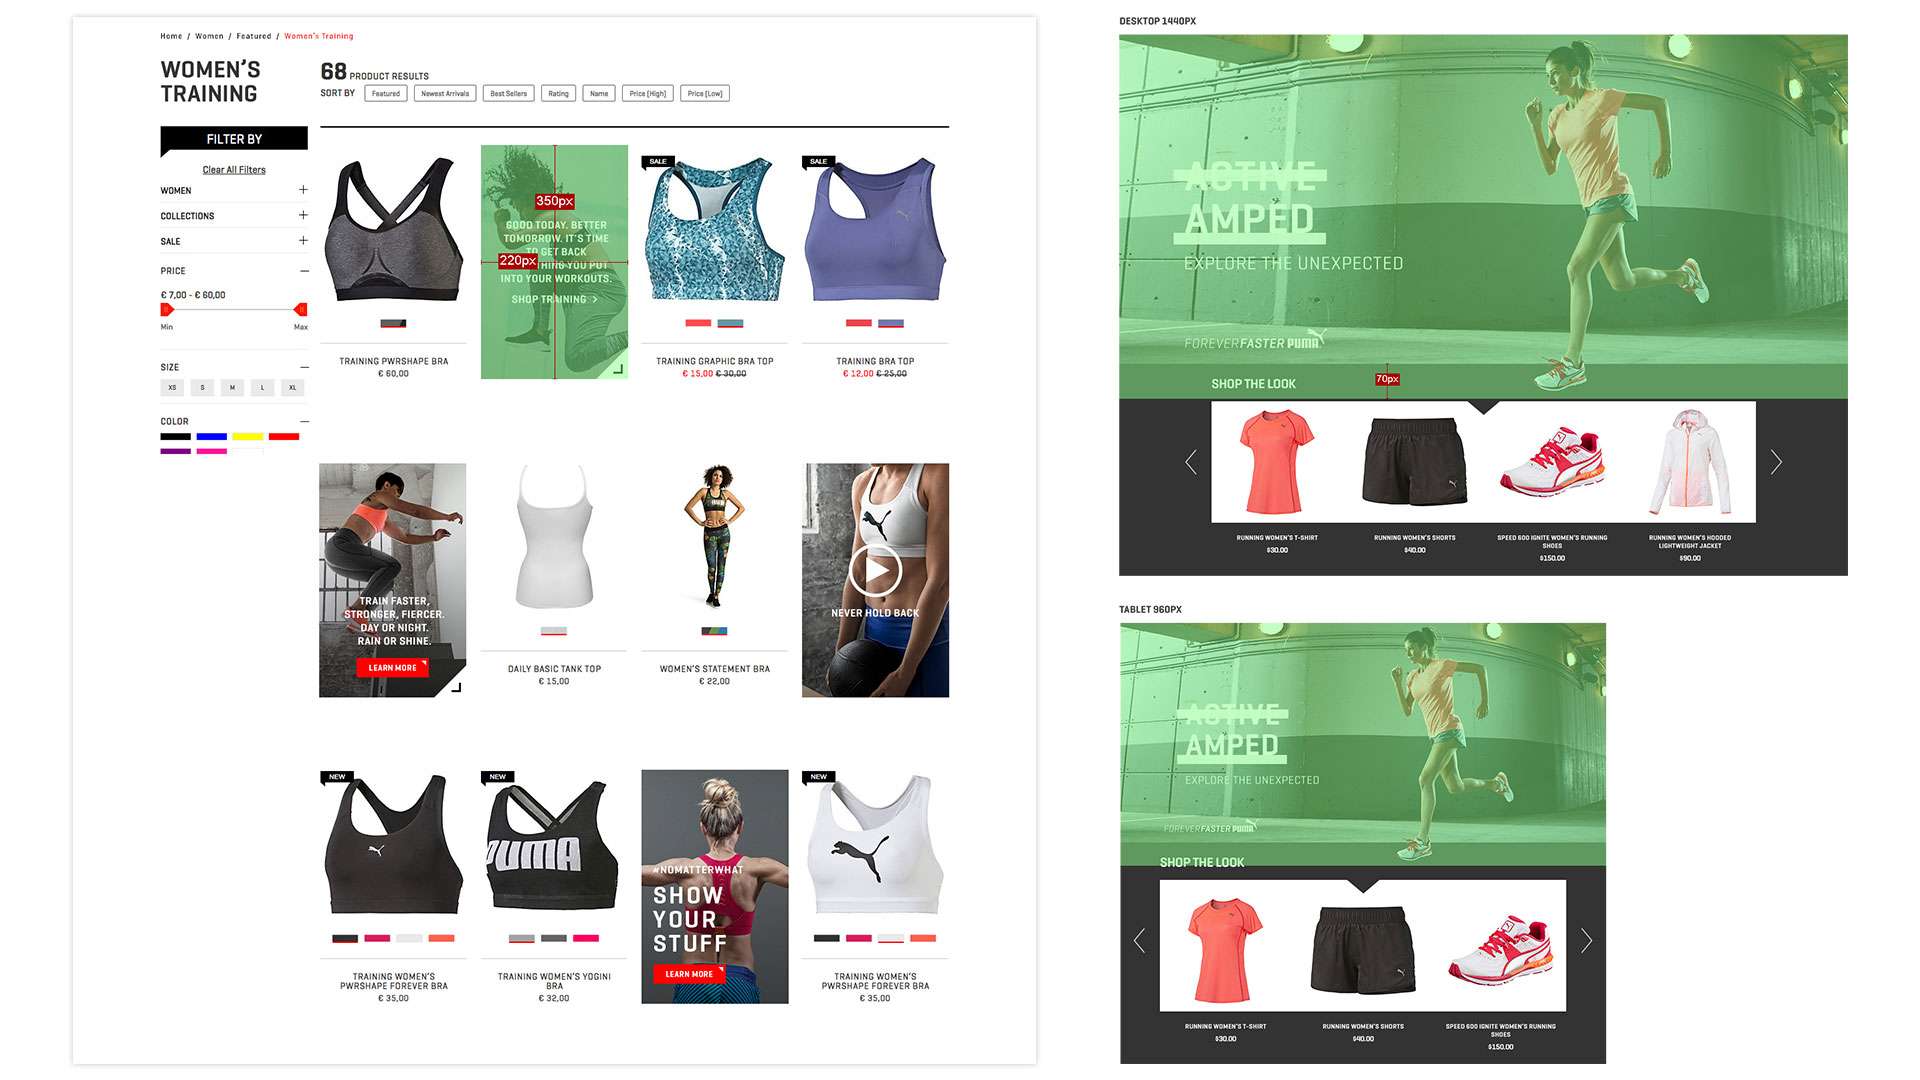 Home / Women / Featured / Women's Training
WOMEN'S
TRAINING
68 PRODUCT RESULTS
SORT BY Featured Newest Arrivals Best Sellers Rating Name Price [High] Price [Low]
FILTER BY
Clear All Filters
WOMEN
COLLECTIONS
SALE
PRICE
€ 7,00 - € 60,00
Min Max
SIZE
XS S M L XL
COLOR
TRAINING PWRSHAPE BRA
€ 60,00
350px
GOOD TODAY. BETTER
TOMORROW. IT'S TIME
TO GET BACK
220px
THING YOU PUT
INTO YOUR WORKOUTS.
SHOP TRAINING >
SALE
TRAINING GRAPHIC BRA TOP
€ 15,00 € 30,00
SALE
TRAINING BRA TOP
€ 12,00 € 25,00
TRAIN FASTER,
STRONGER, FIERCER.
DAY OR NIGHT.
RAIN OR SHINE.
LEARN MORE
DAILY BASIC TANK TOP
€ 15,00
WOMEN'S STATEMENT BRA
€ 22,00
NEVER HOLD BACK
NEW
TRAINING WOMEN'S
PWRSHAPE FOREVER BRA
€ 35,00
NEW
PUMA
TRAINING WOMEN'S YOGINI
BRA
€ 32,00
#NOMATTERWHAT
SHOW
YOUR
STUFF
LEARN MORE
NEW
TRAINING WOMEN'S
PWRSHAPE FOREVER BRA
€ 35,00
DESKTOP 1440PX
ACTIVE
AMPED
EXPLORE THE UNEXPECTED
FOREVER FASTER PUMA
SHOP THE LOOK
70px
RUNNING WOMEN'S T-SHIRT
$30.00
RUNNING WOMEN'S SHORTS
$40.00
SPEED 600 IGNITE WOMEN'S RUNNING
SHOES
$150.00
RUNNING WOMEN'S HOODED
LIGHTWEIGHT JACKET
$90.00
TABLET 960PX
ACTIVE
AMPED
EXPLORE THE UNEXPECTED
FOREVER FASTER PUMA
SHOP THE LOOK
RUNNING WOMEN'S T-SHIRT
$30.00
RUNNING WOMEN'S SHORTS
$40.00
SPEED 600 IGNITE WOMEN'S RUNNING
SHOES
$150.00